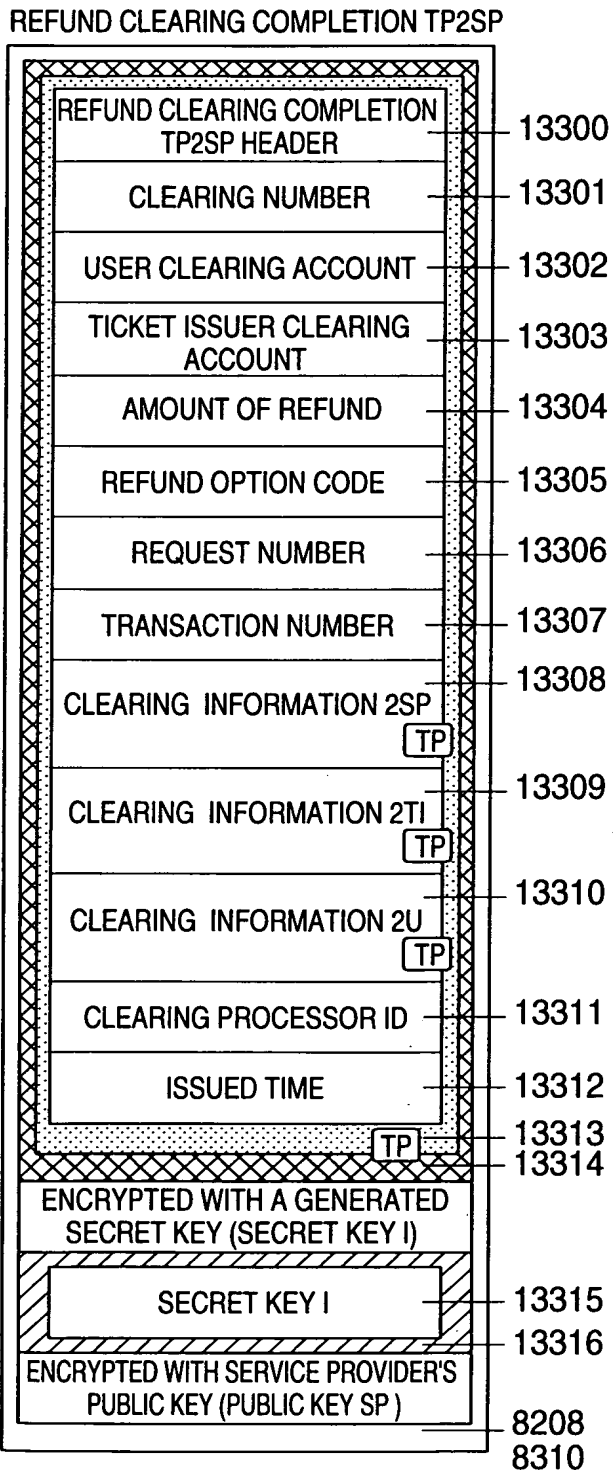 REFUND CLEARING COMPLETION TP2SP
REFUND CLEARING COMPLETION
TP2SP HEADER
13300
CLEARING NUMBER
13301
USER CLEARING ACCOUNT
13302
TICKET ISSUER CLEARING
ACCOUNT
13303
AMOUNT OF REFUND
13304
REFUND OPTION CODE
13305
REQUEST NUMBER
13306
TRANSACTION NUMBER
13307
13308
CLEARING INFORMATION 2SP
TP
13309
CLEARING INFORMATION 2TI
TP
13310
CLEARING INFORMATION 2U
TP
CLEARING PROCESSOR ID
13311
ISSUED TIME
13312
TP
13313
13314
ENCRYPTED WITH A GENERATED
SECRET KEY (SECRET KEY I)
SECRET KEY I
13315
13316
ENCRYPTED WITH SERVICE PROVIDER'S
PUBLIC KEY (PUBLIC KEY SP )
8208
8310